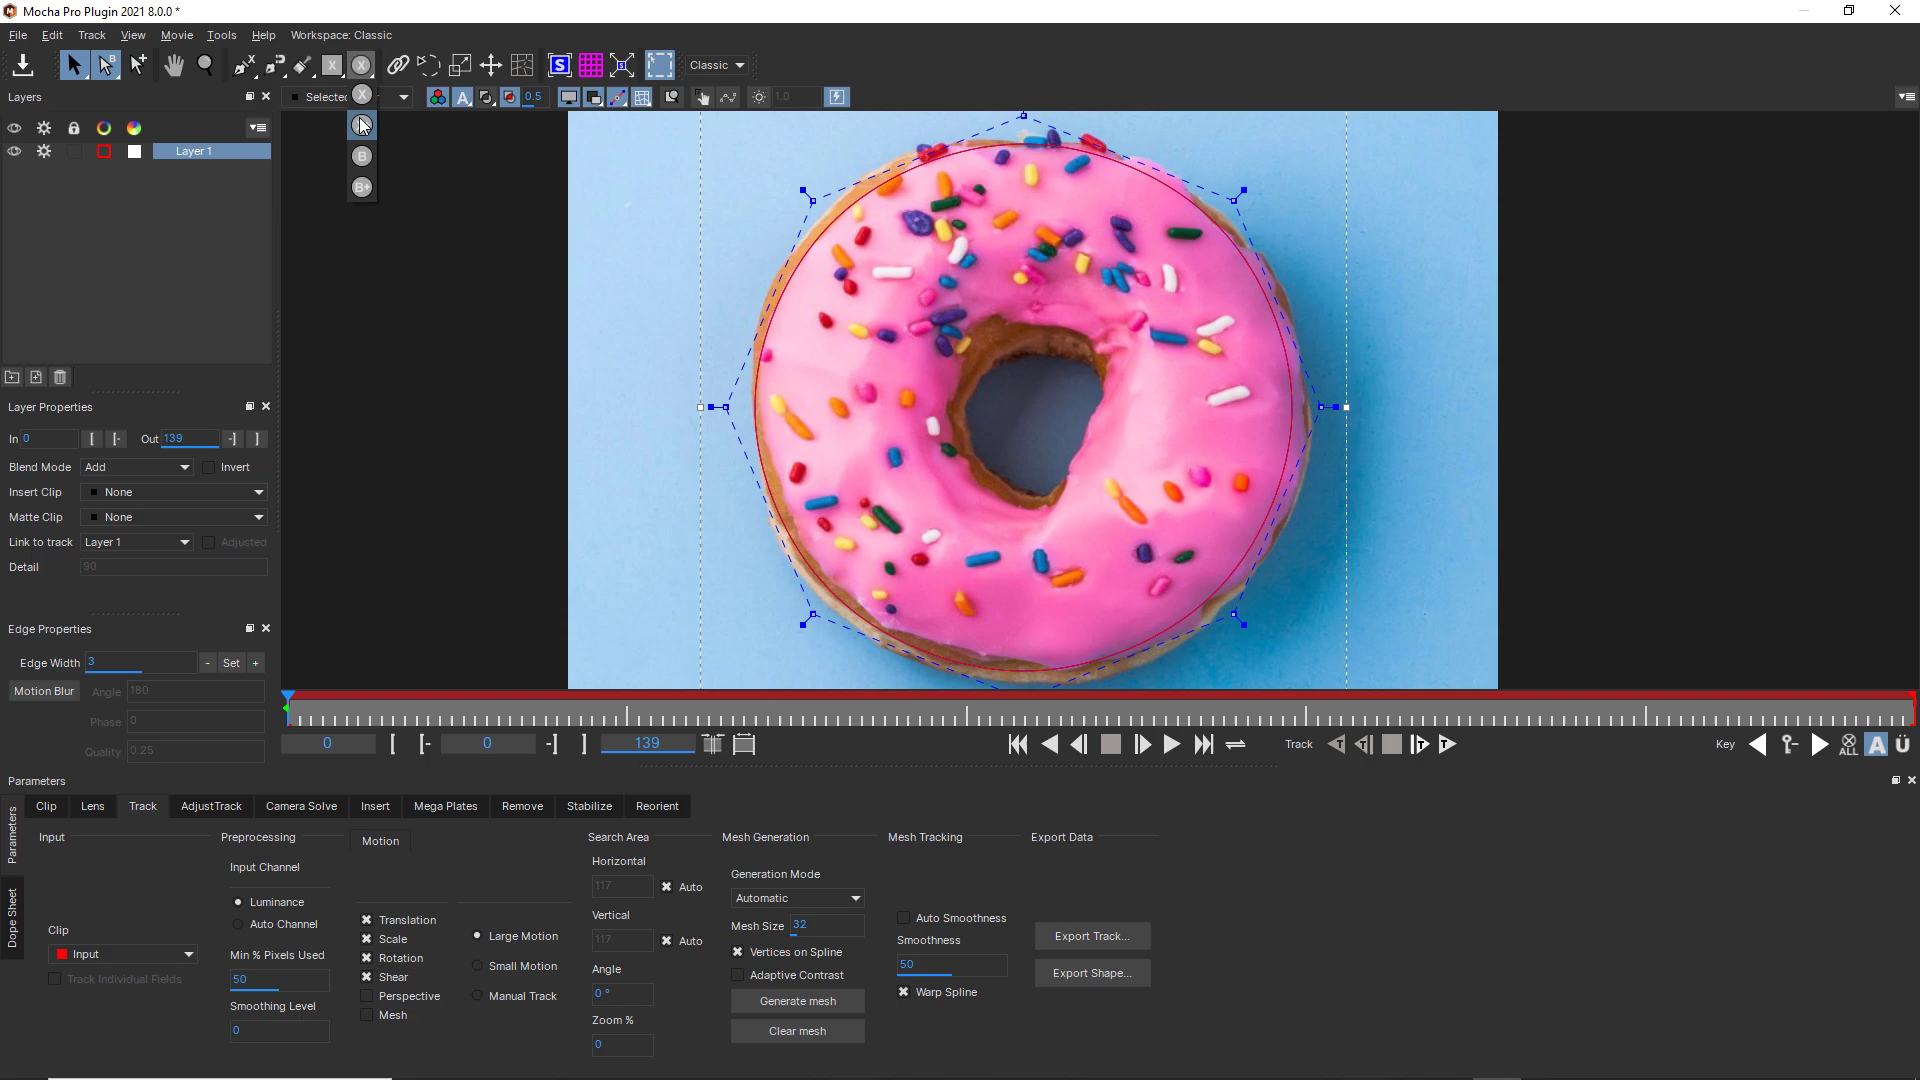 Mocha Pro Plugin 2021 8.0.0 *
File Edit Track View Movie Tools Help Workspace: Classic
X X S Classic
Layers
Selected A 0.5 1.0
X
B
B+
Layer 1
Layer Properties
In 0 [ [- Out 139 -] ]
Blend Mode Add Invert
Insert Clip None
Matte Clip None
Link to track Layer 1 Adjusted
Detail 90
Edge Properties
Edge Width 3 - Set +
Motion Blur Angle 180
Phase 0
Quality 0.25
0 [ [- 0 -] ] 139 Track T T T T Key ALL A Ü
Parameters
Clip Lens Track AdjustTrack Camera Solve Insert Mega Plates Remove Stabilize Reorient
Parameters
Dope Sheet
Input
Clip
Input
Track Individual Fields
Preprocessing
Input Channel
Luminance
Auto Channel
Min % Pixels Used
50
Smoothing Level
0
Motion
Translation
Scale
Rotation
Shear
Perspective
Mesh
Large Motion
Small Motion
Manual Track
Search Area
Horizontal
117 Auto
Vertical
117 Auto
Angle
0 °
Zoom %
0
Mesh Generation
Generation Mode
Automatic
Mesh Size 32
Vertices on Spline
Adaptive Contrast
Generate mesh
Clear mesh
Mesh Tracking
Auto Smoothness
Smoothness
50
Warp Spline
Export Data
Export Track...
Export Shape...